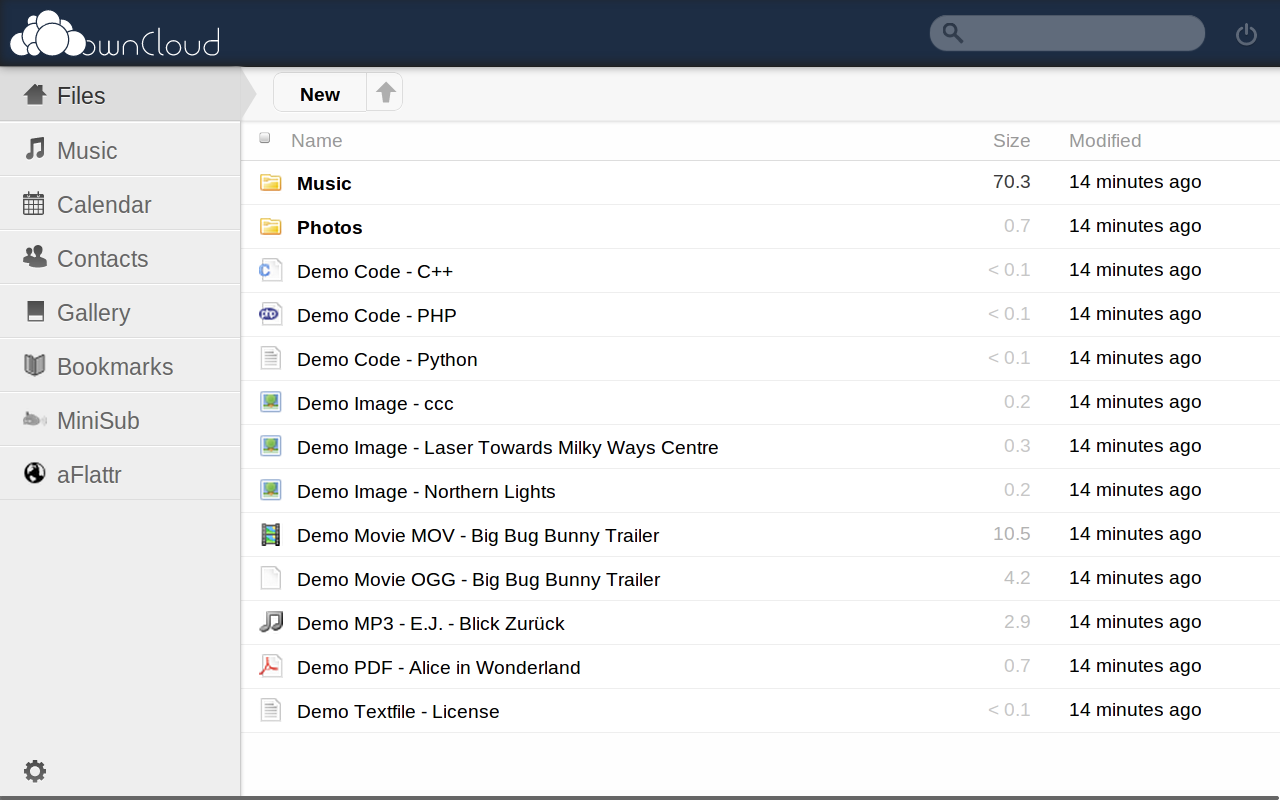 ownCloud
Files
New
Music
Calendar
Contacts
Gallery
Bookmarks
MiniSub
aFlattr
Name Size Modified
Music 70.3 14 minutes ago
Photos 0.7 14 minutes ago
Demo Code - C++ < 0.1 14 minutes ago
Demo Code - PHP < 0.1 14 minutes ago
Demo Code - Python < 0.1 14 minutes ago
Demo Image - ccc 0.2 14 minutes ago
Demo Image - Laser Towards Milky Ways Centre 0.3 14 minutes ago
Demo Image - Northern Lights 0.2 14 minutes ago
Demo Movie MOV - Big Bug Bunny Trailer 10.5 14 minutes ago
Demo Movie OGG - Big Bug Bunny Trailer 4.2 14 minutes ago
Demo MP3 - E.J. - Blick Zurück 2.9 14 minutes ago
Demo PDF - Alice in Wonderland 0.7 14 minutes ago
Demo Textfile - License < 0.1 14 minutes ago